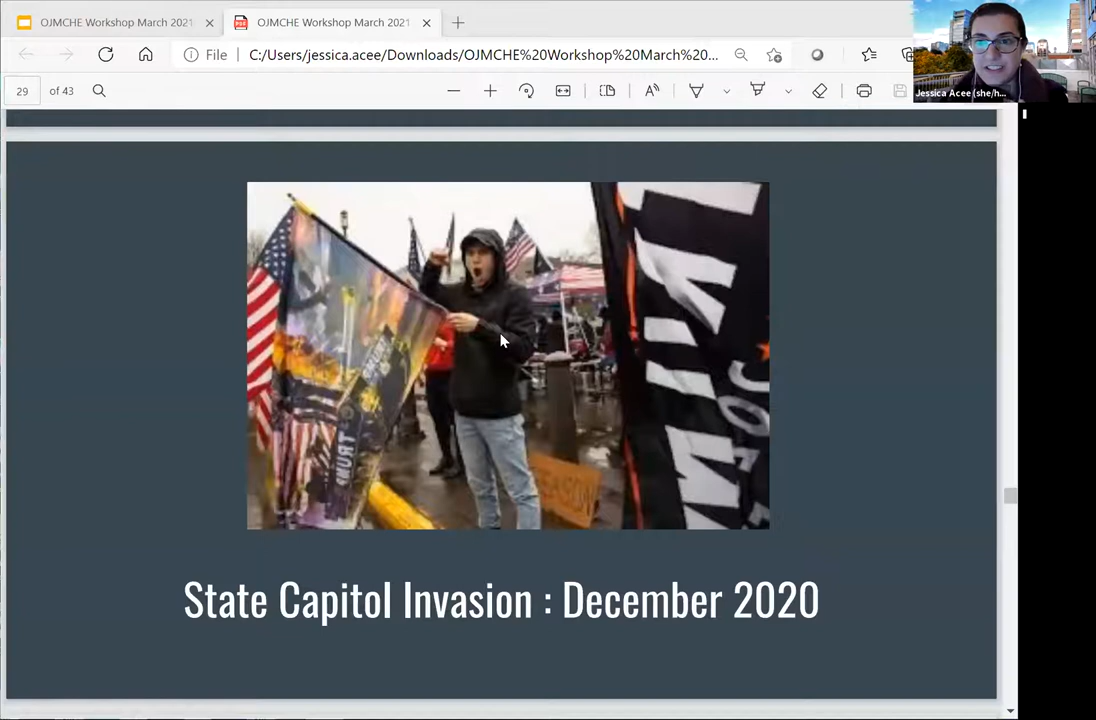 OJMCHE Workshop March 2021
OJMCHE Workshop March 2021
File
C:/Users/jessica.acee/Downloads/OJMCHE%20Workshop%20March%20...
29
of 43
Jessica Acee (she/h...
TRUMP
State Capitol Invasion : December 2020